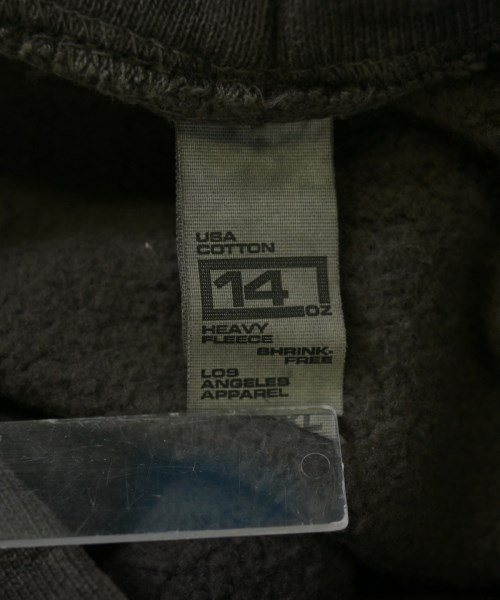 USA
COTTON
14
OZ
HEAVY
FLEECE
SHRINK-
FREE
LOS
ANGELES
APPAREL